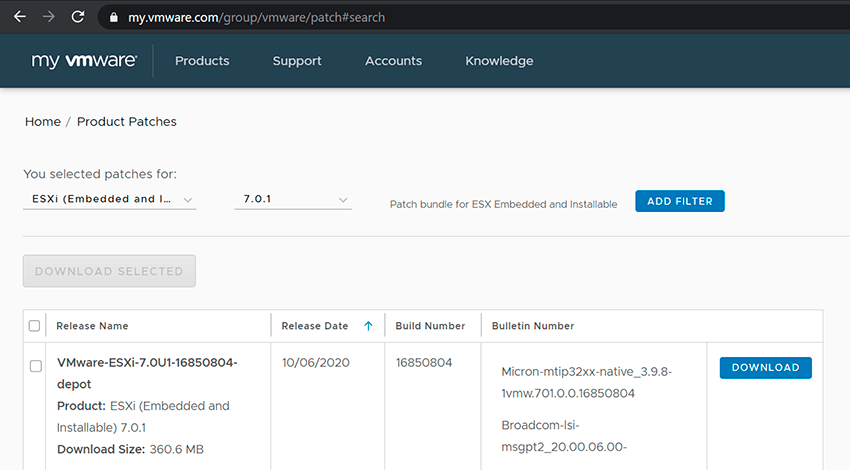 my.vmware.com/group/vmware/patch#search
my vmware®
Products
Support
Accounts
Knowledge
Home / Product Patches
You selected patches for:
ESXi (Embedded and I...
7.0.1
Patch bundle for ESX Embedded and Installable
ADD FILTER
DOWNLOAD SELECTED
Release Name
Release Date
Build Number
Bulletin Number
VMware-ESXi-7.0U1-16850804-
depot
Product: ESXi (Embedded and
Installable) 7.0.1
Download Size: 360.6 MB
10/06/2020
16850804
Micron-mtip32xx-native_3.9.8-
1vmw.701.0.0.16850804
Broadcom-lsi-
msgpt2_20.00.06.00-
DOWNLOAD